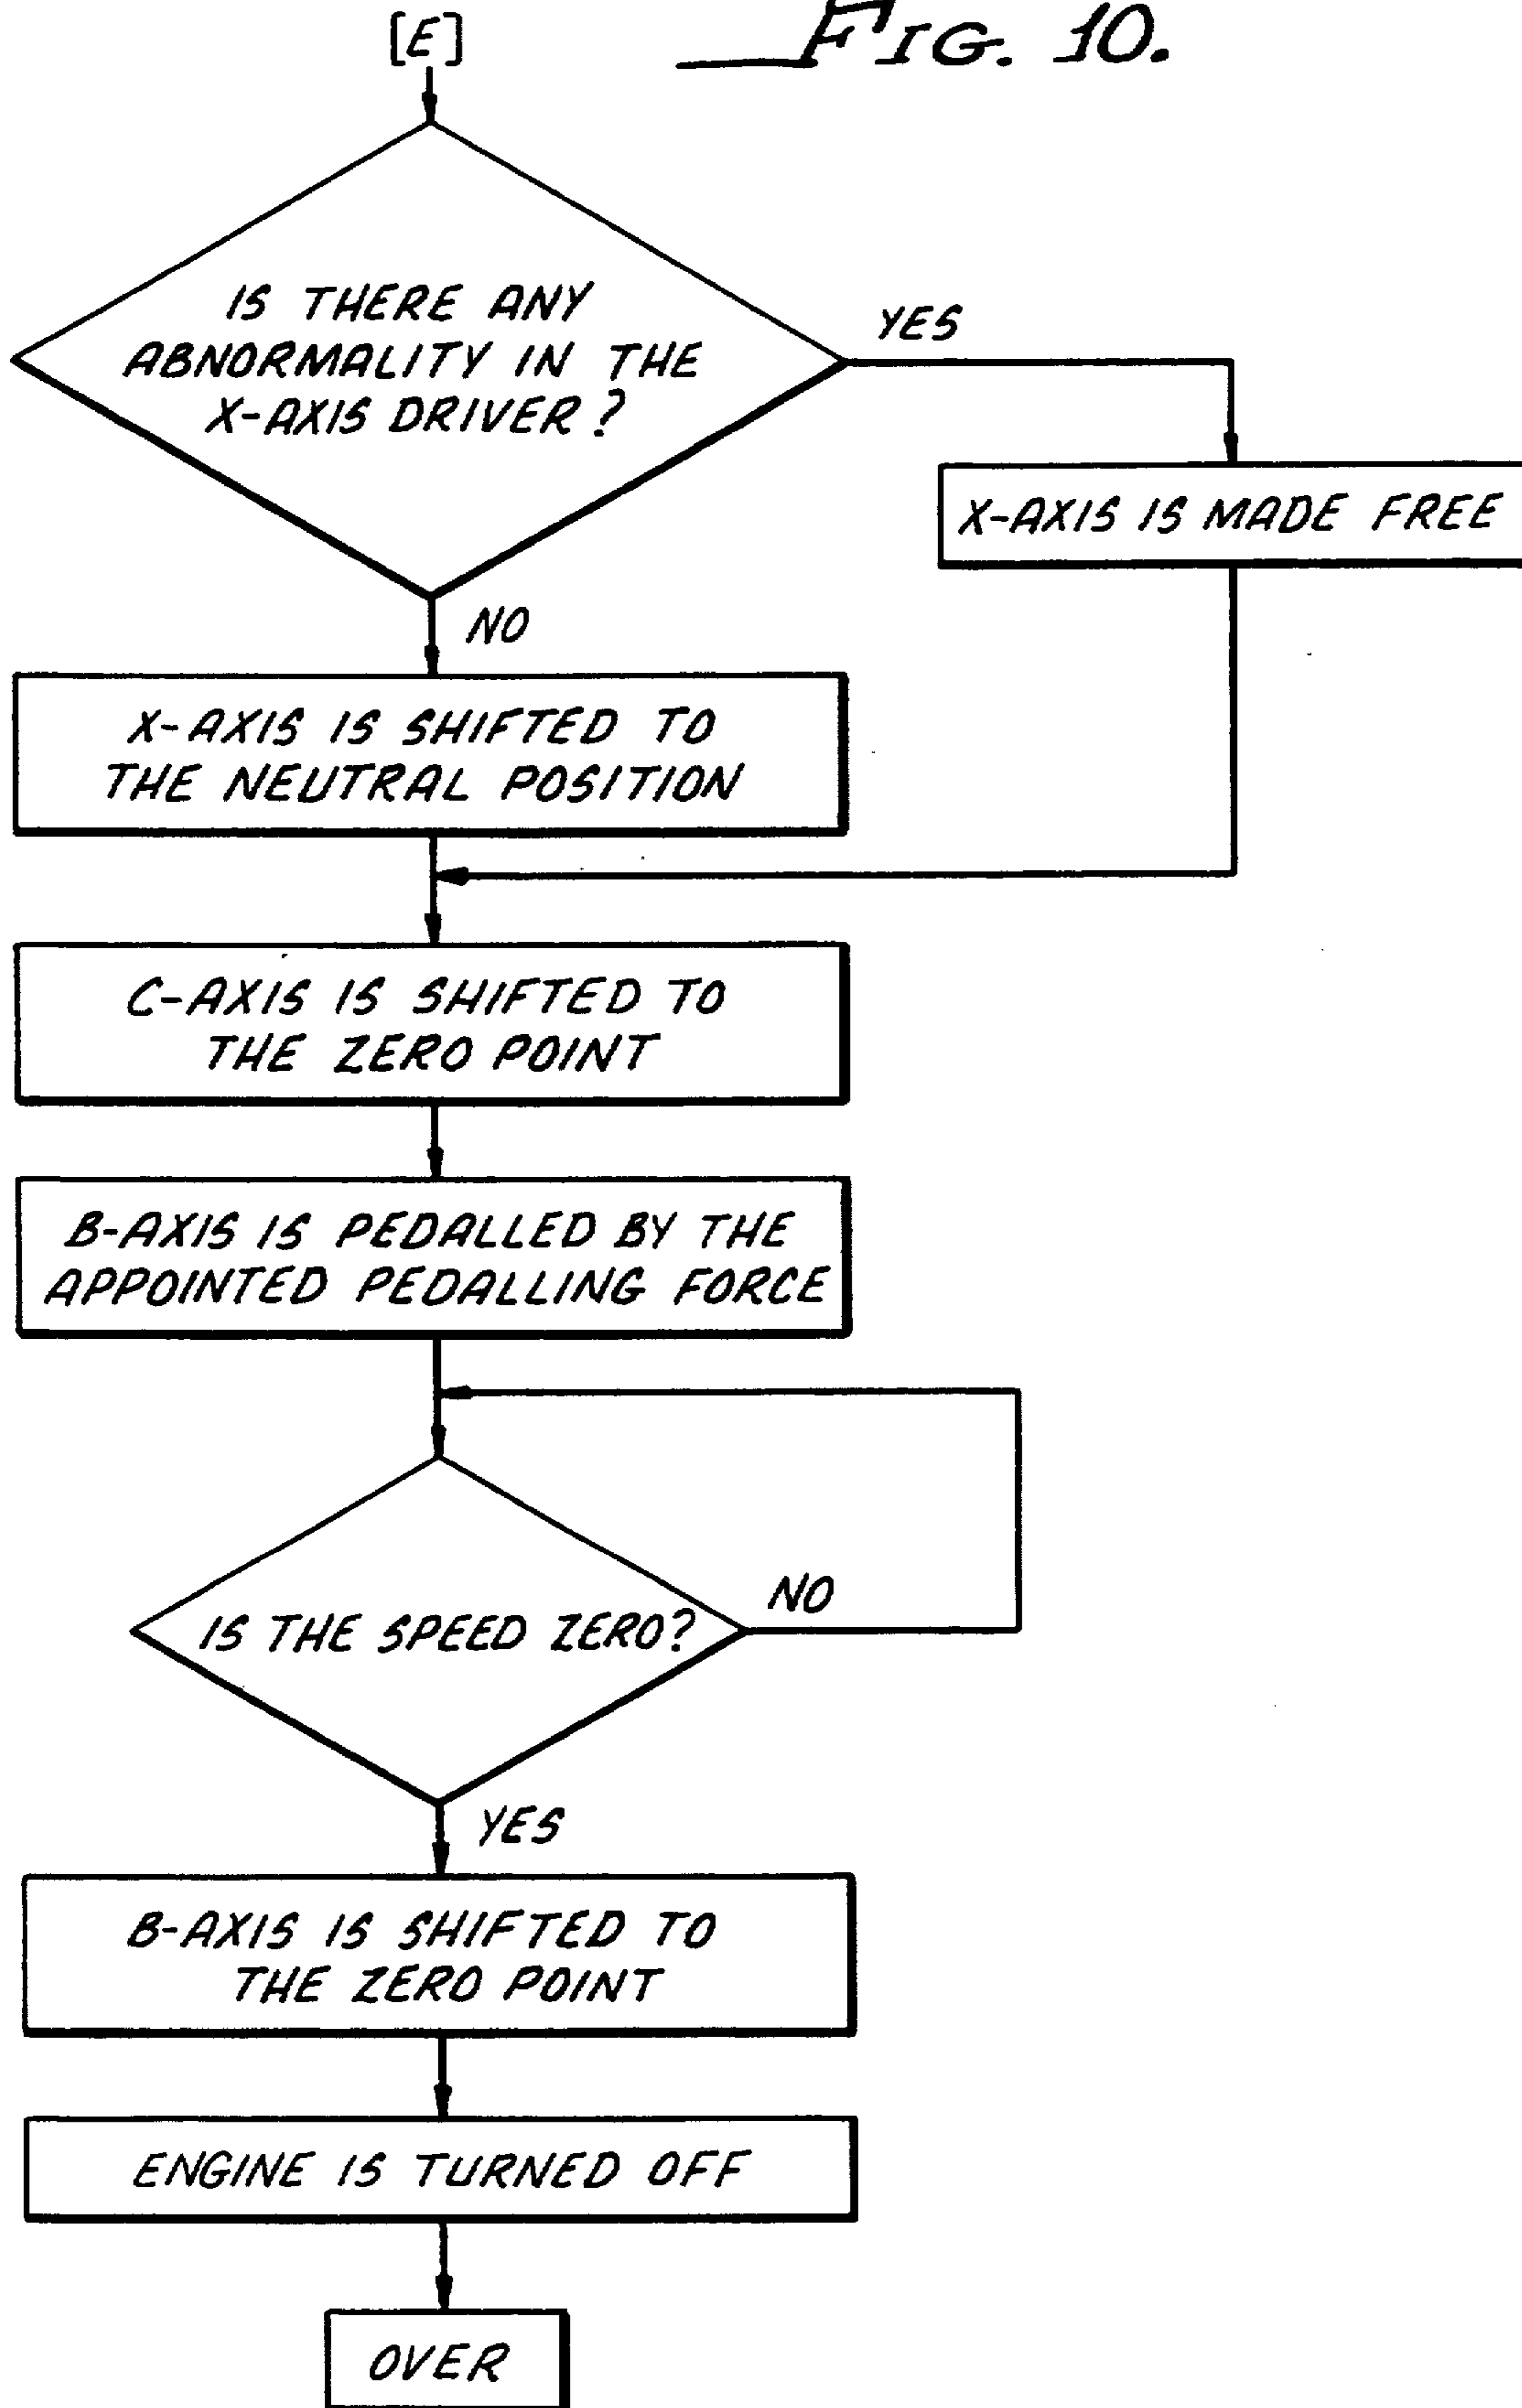 [E]
FIG. 10.
IS THERE ANY
ABNORMALITY IN THE
X-AXIS DRIVER?
YES
X-AXIS IS MADE FREE
NO
X-AXIS IS SHIFTED TO
THE NEUTRAL POSITION
C-AXIS IS SHIFTED TO
THE ZERO POINT
B-AXIS IS PEDALLED BY THE
APPOINTED PEDALLING FORCE
IS THE SPEED ZERO?
NO
YES
B-AXIS IS SHIFTED TO
THE ZERO POINT
ENGINE IS TURNED OFF
OVER